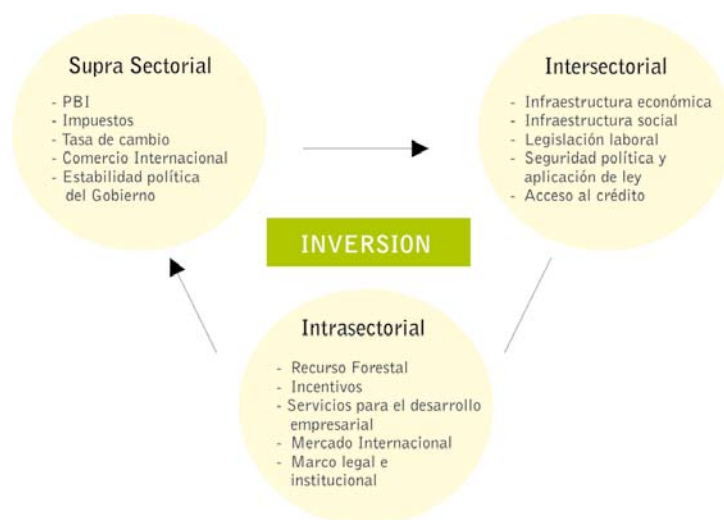 Supra Sectorial
- PBI
- Impuestos
- Tasa de cambio
- Comercio Internacional
- Estabilidad política
del Gobierno
Intersectorial
- Infraestructura económica
- Infraestructura social
- Legislación laboral
- Seguridad política y
aplicación de ley
- Acceso al crédito
INVERSION
Intrasectorial
- Recurso Forestal
- Incentivos
- Servicios para el desarrollo
empresarial
- Mercado Internacional
- Marco legal e
institucional